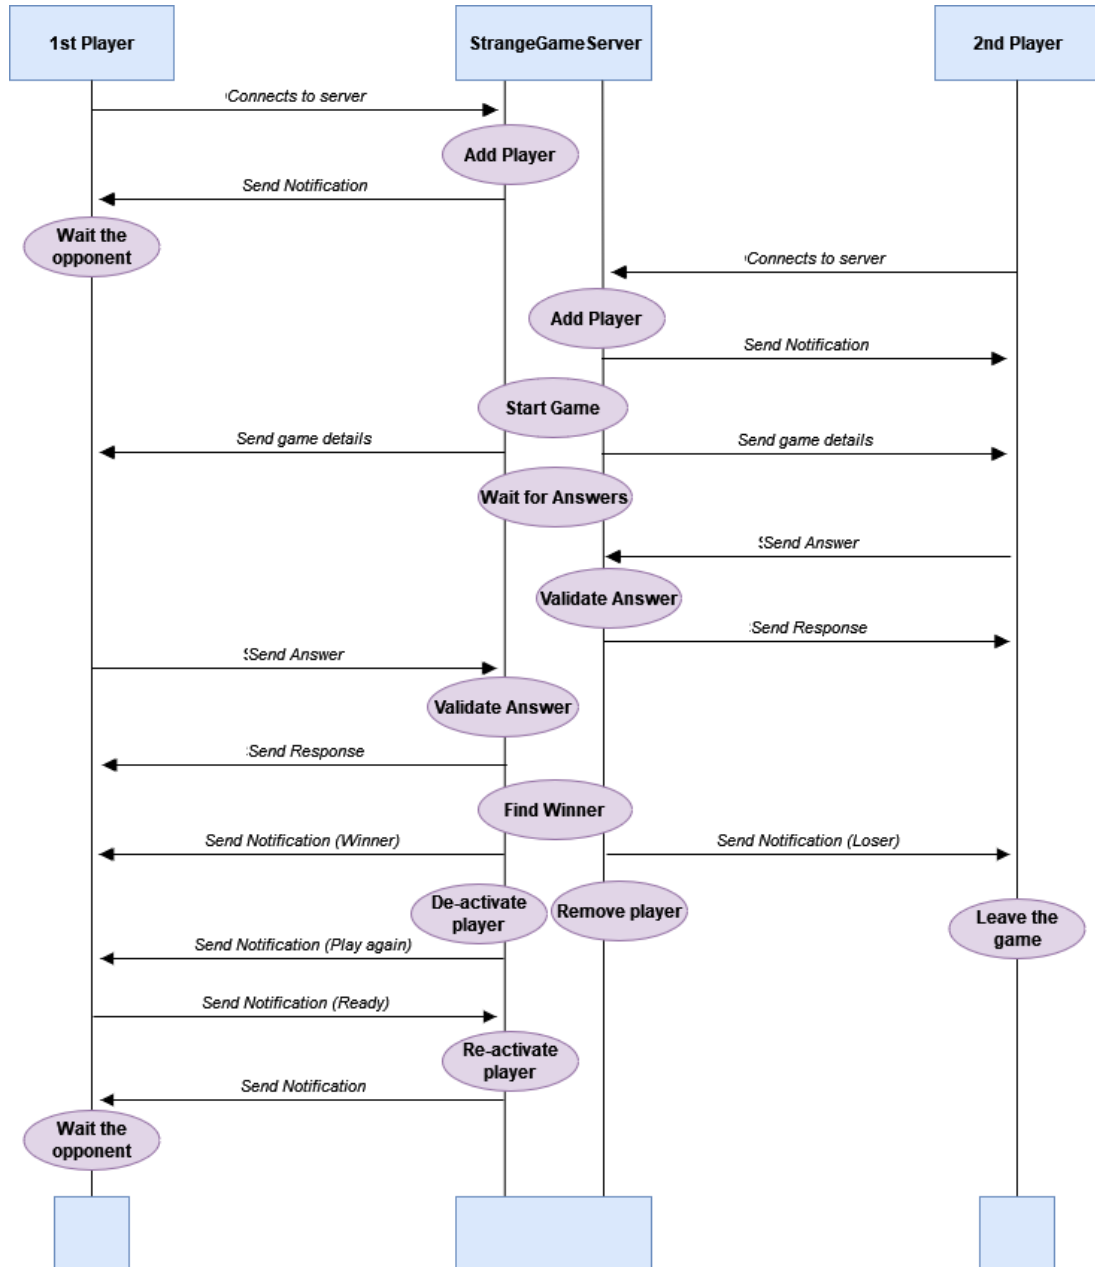 1st Player
StrangeGameServer
2nd Player
Connects to server
Add Player
Send Notification
Wait the
opponent
Connects to server
Add Player
Send Notification
Start Game
Send game details
Send game details
Wait for Answers
Send Answer
Validate Answer
Send Response
Send Answer
Validate Answer
Send Response
Find Winner
Send Notification (Winner)
Send Notification (Loser)
De-activate
player
Remove player
Leave the
game
Send Notification (Play again)
Send Notification (Ready)
Re-activate
player
Send Notification
Wait the
opponent